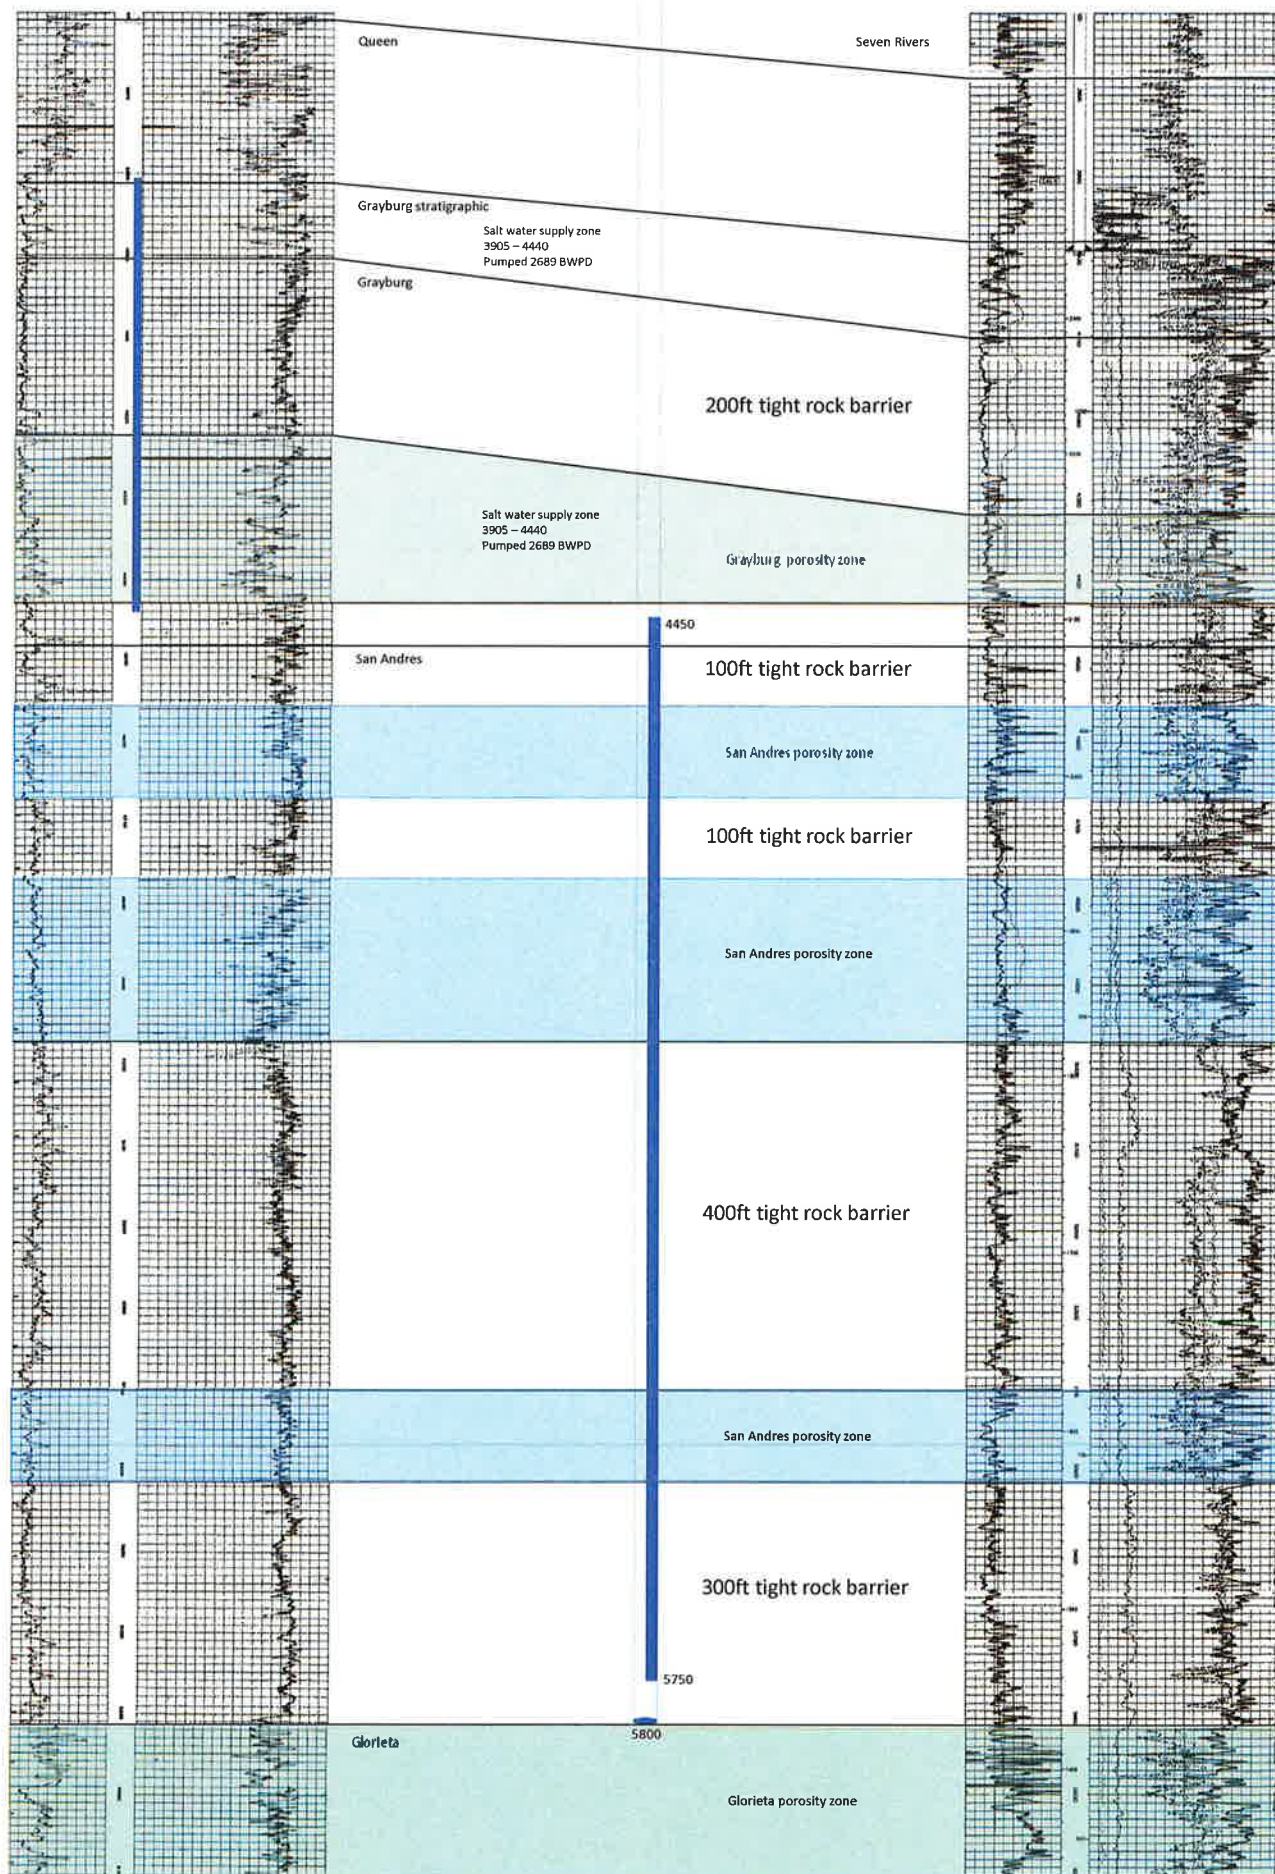 Queen
Seven Rivers
Grayburg stratigraphic
Salt water supply zone
3905 – 4440
Pumped 2689 BWPD
Grayburg
200ft tight rock barrier
Salt water supply zone
3905 – 4440
Pumped 2689 BWPD
Grayburg porosity zone
4450
San Andres
100ft tight rock barrier
San Andres porosity zone
100ft tight rock barrier
San Andres porosity zone
400ft tight rock barrier
San Andres porosity zone
300ft tight rock barrier
5750
5800
Glorieta
Glorieta porosity zone